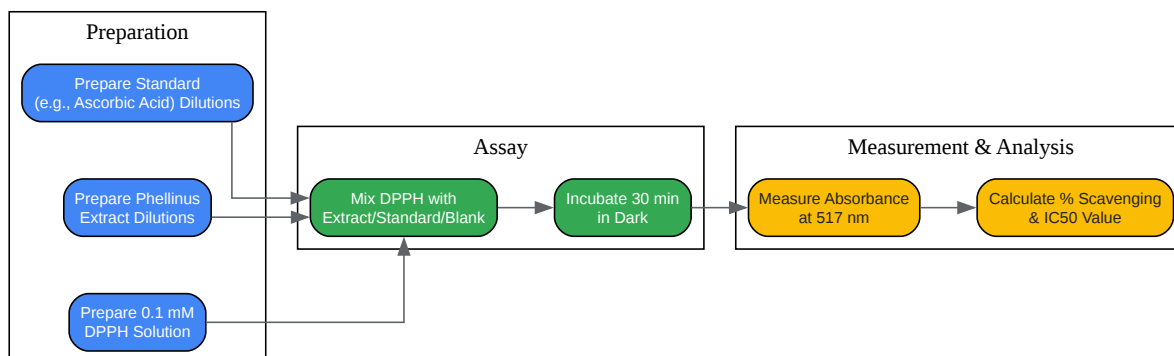 Preparation
Prepare Standard
(e.g., Ascorbic Acid) Dilutions
Prepare Phellinus
Extract Dilutions
Prepare 0.1 mM
DPPH Solution
Assay
Mix DPPH with
Extract/Standard/Blank
Incubate 30 min
in Dark
Measurement & Analysis
Measure Absorbance
at 517 nm
Calculate % Scavenging
& IC50 Value